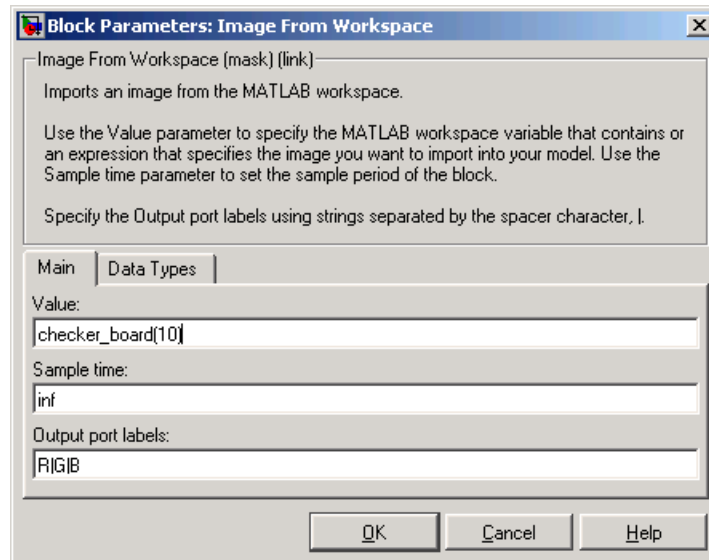 Block Parameters: Image From Workspace
Image From Workspace (mask) (link)
Imports an image from the MATLAB workspace.
Use the Value parameter to specify the MATLAB workspace variable that contains or
an expression that specifies the image you want to import into your model. Use the
Sample time parameter to set the sample period of the block.
Specify the Output port labels using strings separated by the spacer character, |.
Main
Data Types
Value:
checker_board(10)
Sample time:
inf
Output port labels:
R|G|B
OK
Cancel
Help